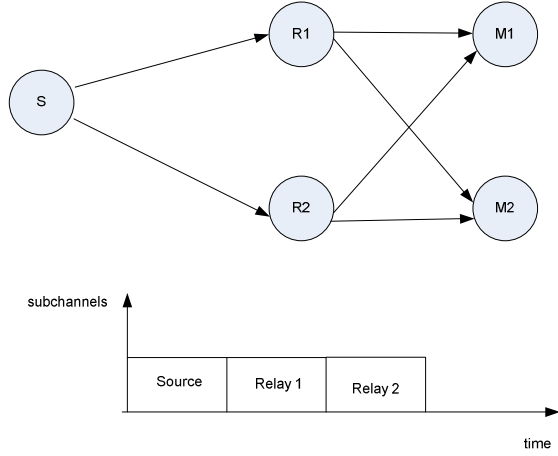 R1
M1
S
R2
M2
subchannels
Source
Relay 1
Relay 2
time